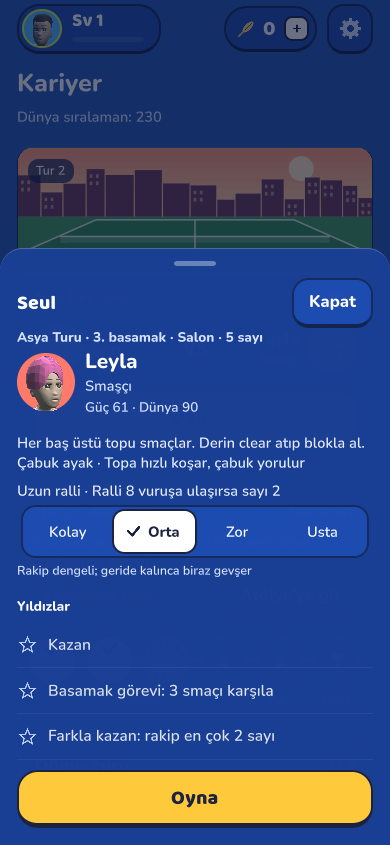 Sv 1
0
+
Kariyer
Dünya sıralaman: 230
Tur 2
Seul
Kapat
Asya Turu · 3. basamak · Salon · 5 sayı
Leyla
Smaşçı
Güç 61 · Dünya 90
Her baş üstü topu smaçlar. Derin clear atıp blokla al.
Çabuk ayak · Topa hızlı koşar, çabuk yorulur
Uzun ralli · Ralli 8 vuruşa ulaşırsa sayı 2
Kolay
Orta
Zor
Usta
Rakip dengeli; geride kalınca biraz gevşer
Yıldızlar
Kazan
Basamak görevi: 3 smaçı karşıla
Farkla kazan: rakip en çok 2 sayı
Oyna